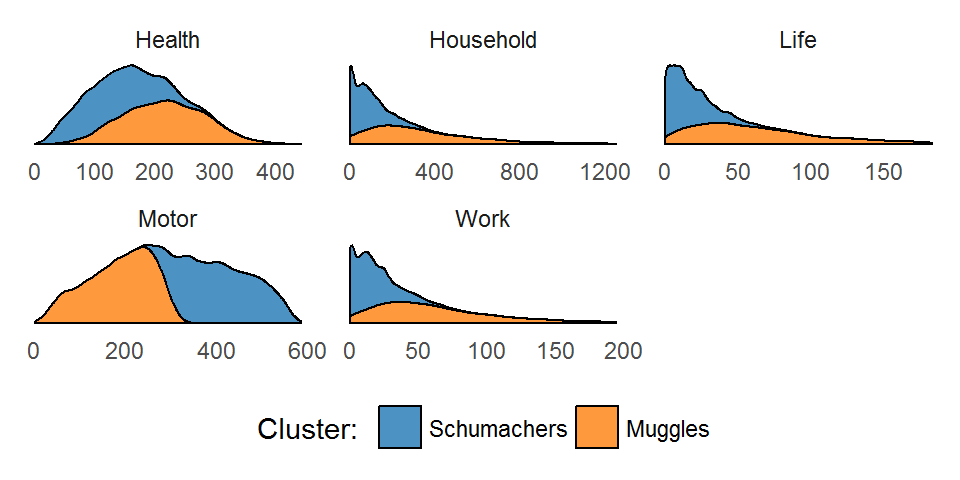 Health Household Life
0 100 200 300 400 0 400 800 1200 0 50 100 150
Motor Work
0 200 400 600 0 50 100 150 200
Cluster: Schumachers Muggles